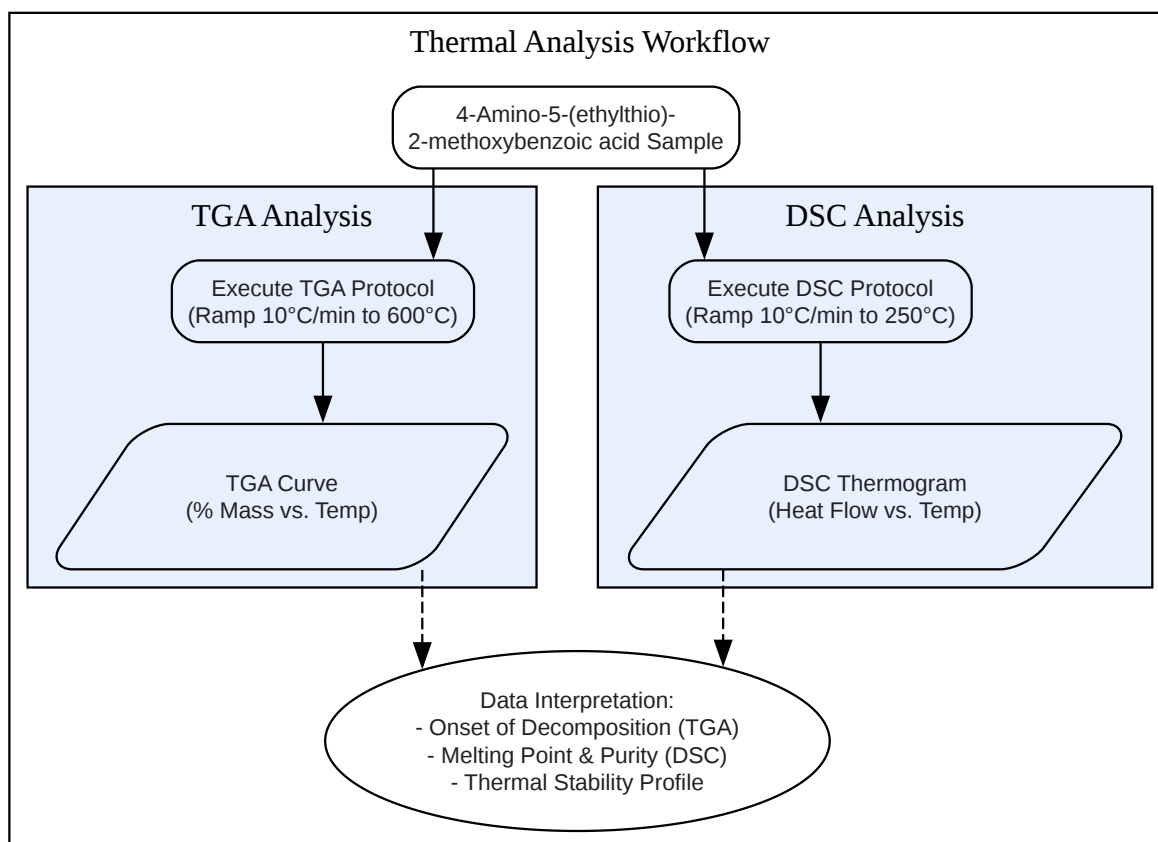 Thermal Analysis Workflow
4-Amino-5-(ethylthio)-
2-methoxybenzoic acid Sample
TGA Analysis
Execute TGA Protocol
(Ramp 10°C/min to 600°C)
TGA Curve
(% Mass vs. Temp)
DSC Analysis
Execute DSC Protocol
(Ramp 10°C/min to 250°C)
DSC Thermogram
(Heat Flow vs. Temp)
Data Interpretation:
- Onset of Decomposition (TGA)
- Melting Point & Purity (DSC)
- Thermal Stability Profile